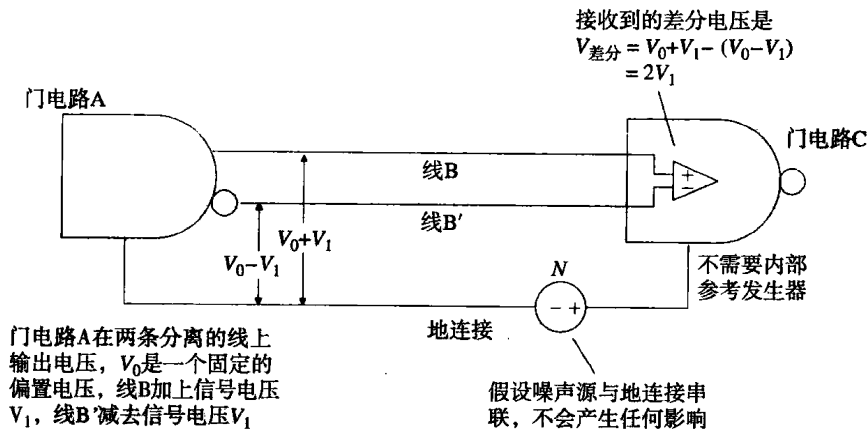 接收到的差分电压是
V差分 = V0+V1− (V0−V1)
= 2V1
门电路A
门电路C
线B
线B'
V0+V1
V0−V1
N
不需要内部
参考发生器
地连接
门电路A在两条分离的线上
输出电压，V0是一个固定的
偏置电压，线B加上信号电压
V1，线B'减去信号电压V1
假设噪声源与地连接串
联，不会产生任何影响